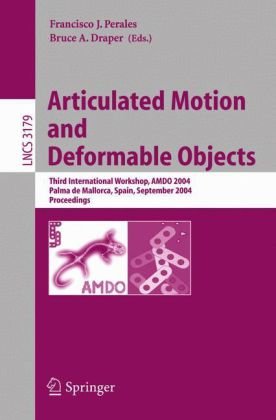 Francisco J. Perales
Bruce A. Draper (Eds.)
LNCS 3179
Articulated Motion
and
Deformable Objects
Third International Workshop, AMDO 2004
Palma de Mallorca, Spain, September 2004
Proceedings
AMDO
Springer